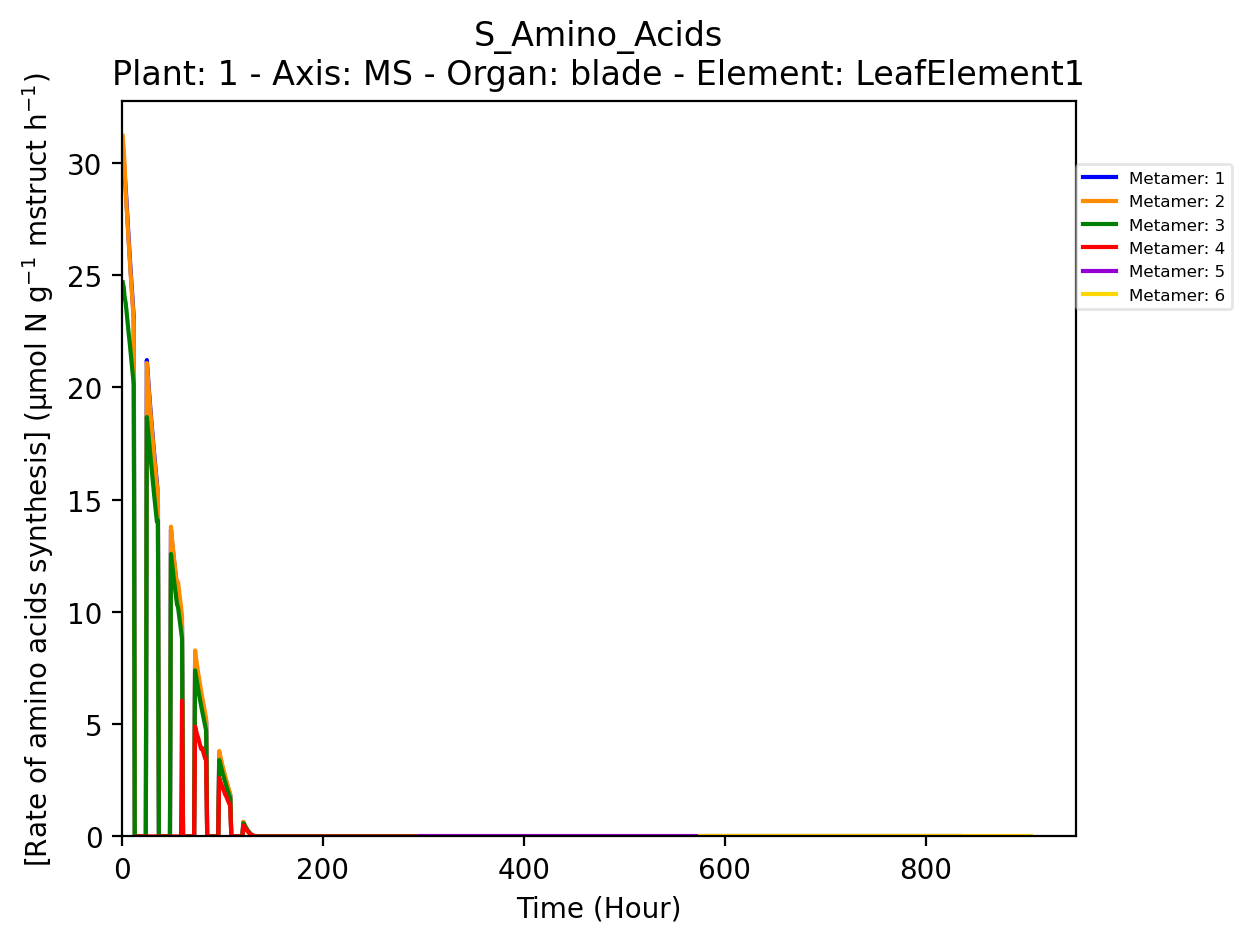 S_Amino_Acids
Plant: 1 - Axis: MS - Organ: blade - Element: LeafElement1
[Rate of amino acids synthesis] (µmol N g⁻¹ mstruct h⁻¹)
30
25
20
15
10
5
0
0 200 400 600 800
Time (Hour)
Metamer: 1
Metamer: 2
Metamer: 3
Metamer: 4
Metamer: 5
Metamer: 6